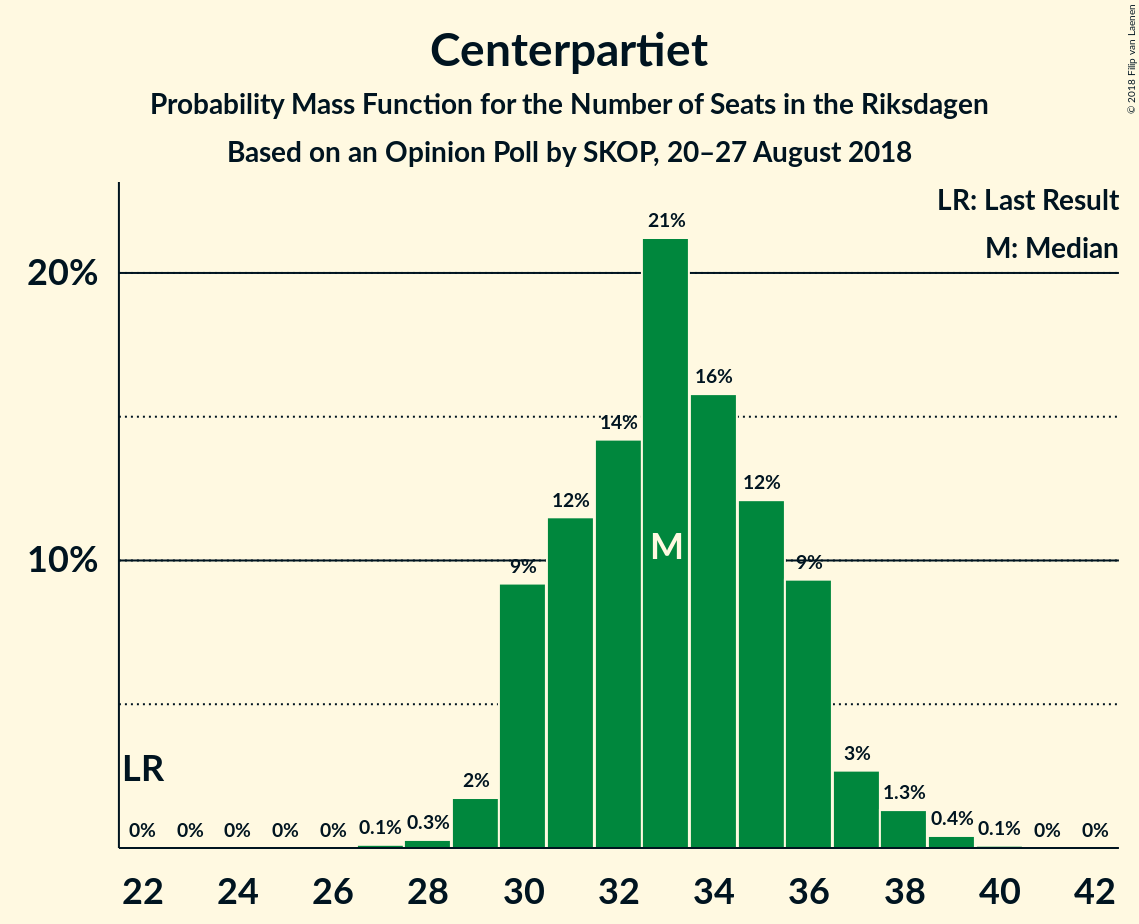 Centerpartiet
Probability Mass Function for the Number of Seats in the Riksdagen
Based on an Opinion Poll by SKOP, 20–27 August 2018
© 2018 Filip van Laenen
LR: Last Result
M: Median
20%
10%
LR
0%
0%
0%
0%
0%
0.1%
0.3%
2%
9%
12%
14%
21%
M
16%
12%
9%
3%
1.3%
0.4%
0.1%
0%
0%
22 24 26 28 30 32 34 36 38 40 42